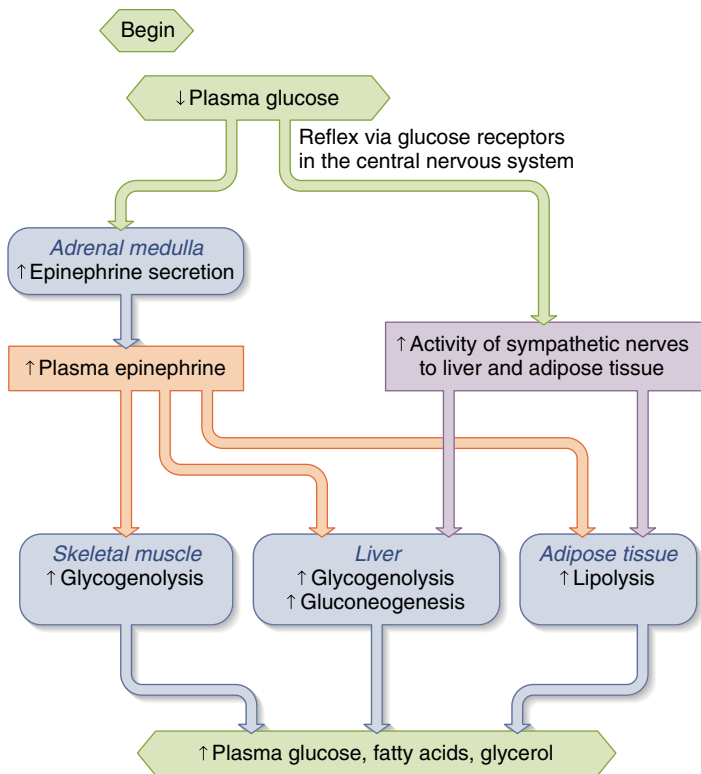 Begin
↓Plasma glucose
Reflex via glucose receptors
in the central nervous system
Adrenal medulla
↑Epinephrine secretion
↑Plasma epinephrine
↑Activity of sympathetic nerves
to liver and adipose tissue
Skeletal muscle
↑Glycogenolysis
Liver
↑Glycogenolysis
↑Gluconeogenesis
Adipose tissue
↑Lipolysis
↑Plasma glucose, fatty acids, glycerol